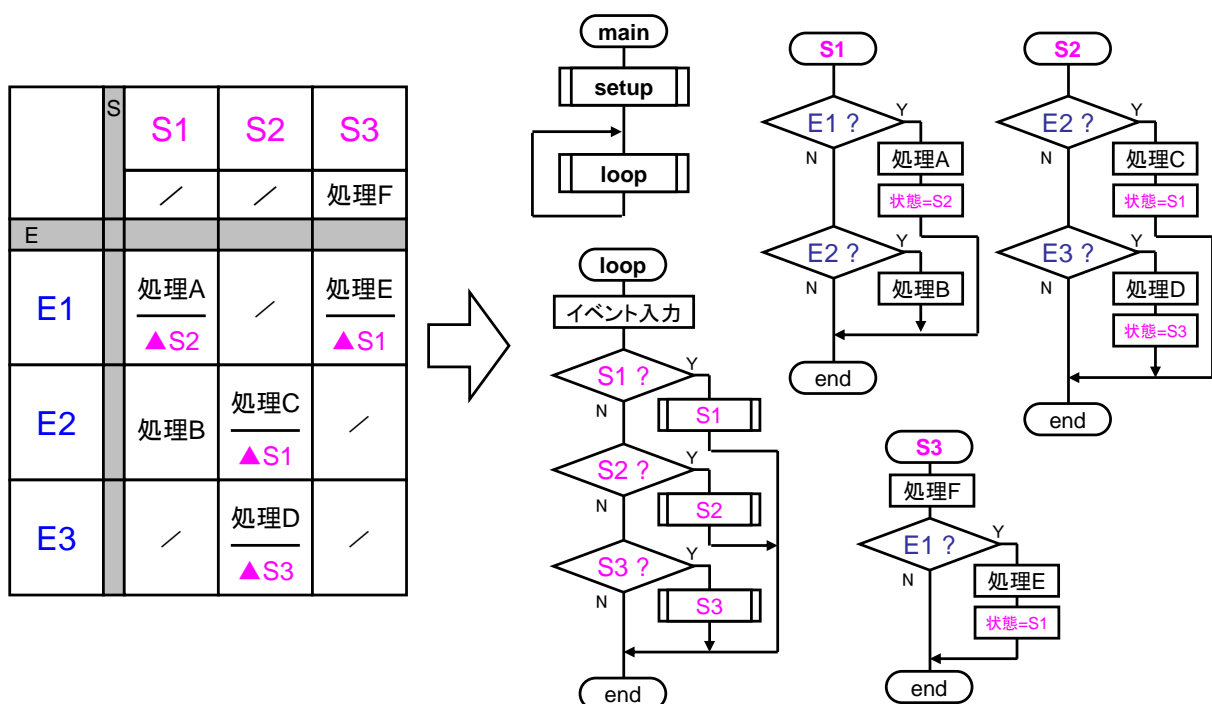 S
S1 S2 S3
／ ／ 処理F
E
E1 処理A ／ 処理E
▲S2 ▲S1
E2 処理B 処理C ／
▲S1
E3 ／ 処理D ／
▲S3
main
setup
loop
loop
イベント入力
S1 ?
Y
N
S1
S2 ?
Y
N
S2
S3 ?
Y
N
S3
end
S1
E1 ?
Y
N
処理A
状態=S2
E2 ?
Y
N
処理B
end
S2
E2 ?
Y
N
処理C
状態=S1
E3 ?
Y
N
処理D
状態=S3
end
S3
処理F
E1 ?
Y
N
処理E
状態=S1
end